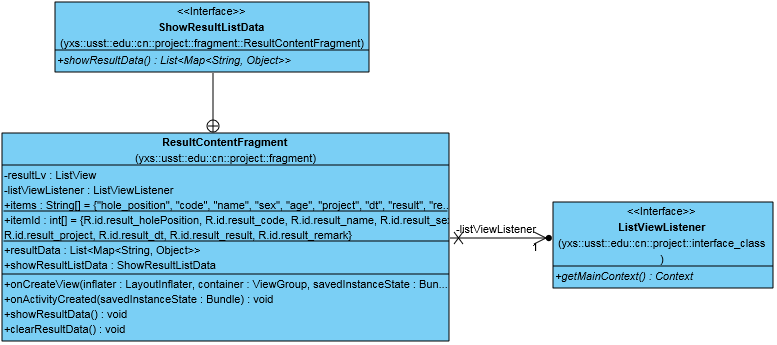 <<Interface>>
ShowResultListData
(yxs::usst::edu::cn::project::fragment::ResultContentFragment)
+showResultData() : List<Map<String, Object>>
ResultContentFragment
(yxs::usst::edu::cn::project::fragment)
-resultLv : ListView
-listViewListener : ListViewListener
+items : String[] = {"hole_position", "code", "name", "sex", "age", "project", "dt", "result", "re...
+itemId : int[] = {R.id.result_holePosition, R.id.result_code, R.id.result_name, R.id.result_se
R.id.result_project, R.id.result_dt, R.id.result_result, R.id.result_remark}
+resultData : List<Map<String, Object>>
+showResultListData : ShowResultListData
+onCreateView(inflater : LayoutInflater, container : ViewGroup, savedInstanceState : Bun...
+onActivityCreated(savedInstanceState : Bundle) : void
+showResultData() : void
+clearResultData() : void
-listViewListener
1
<<Interface>>
ListViewListener
(yxs::usst::edu::cn::project::interface_class
)
+getMainContext() : Context